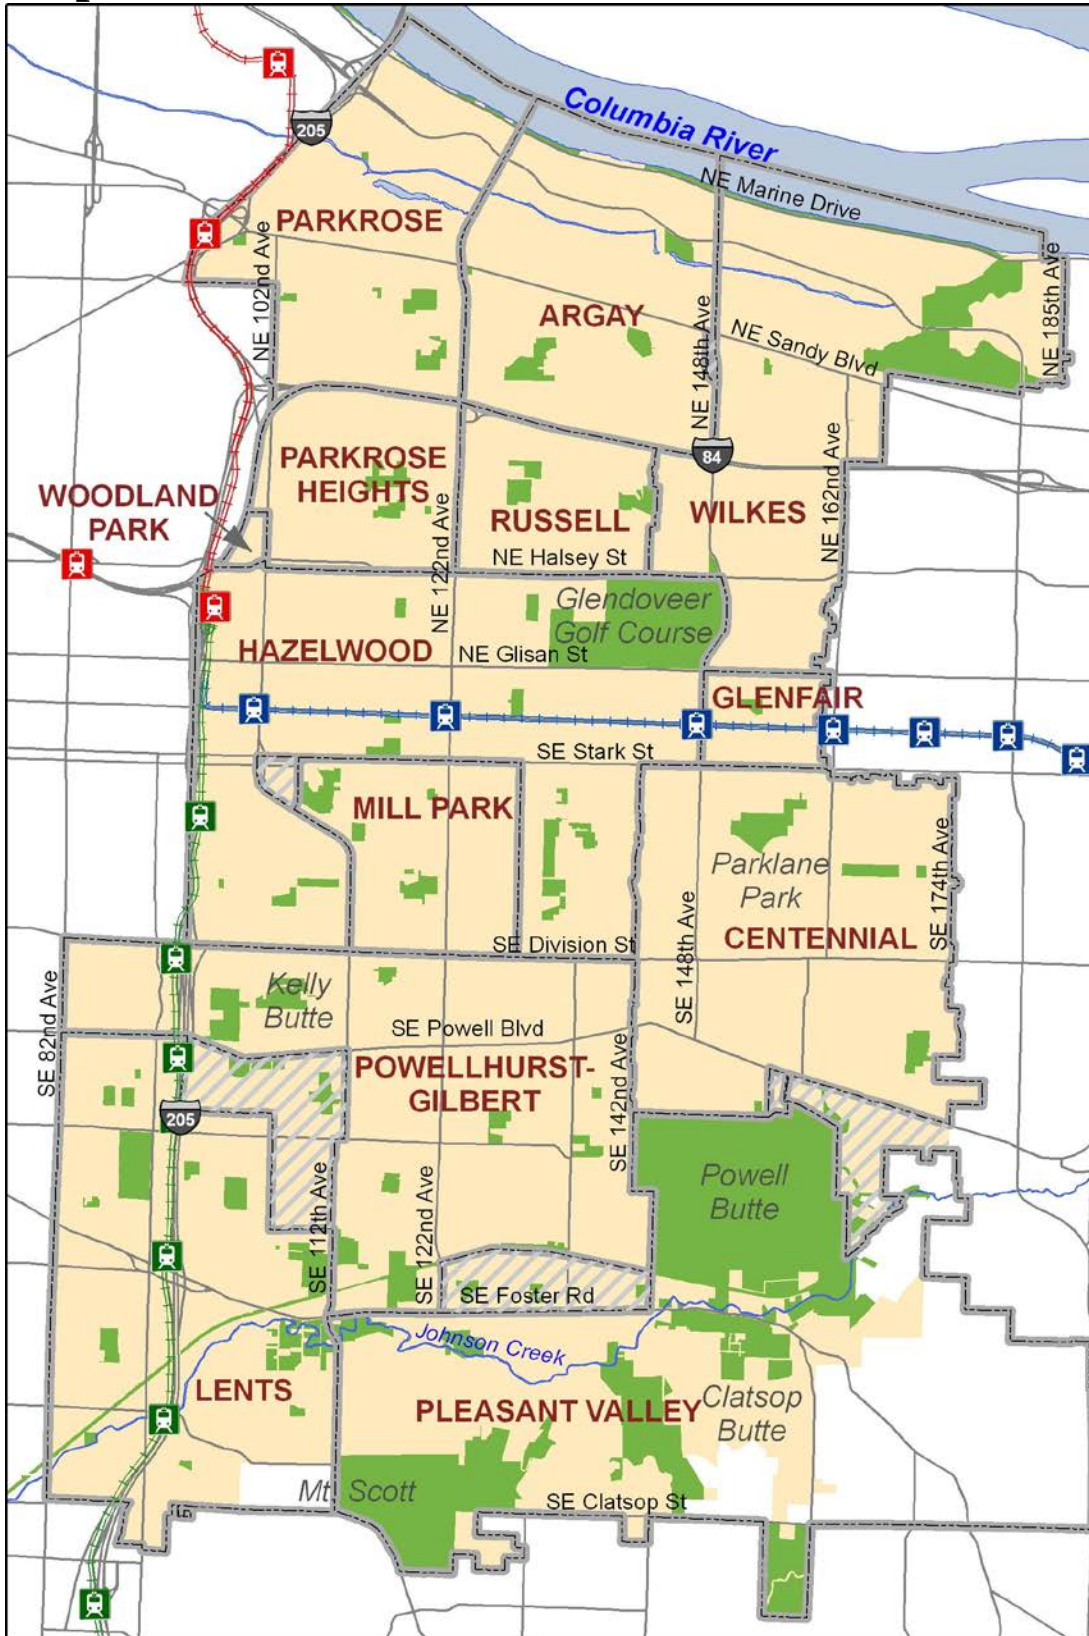 Columbia River
205
NE Marine Drive
PARKROSE
NE 102nd Ave
NE 185th Ave
ARGAY
NE 148th Ave
NE Sandy Blvd
PARKROSE
HEIGHTS
84
WOODLAND
PARK
NE 122nd Ave
RUSSELL
WILKES
NE 162nd Ave
NE Halsey St
Glendoveer
Golf Course
HAZELWOOD
NE Glisan St
GLENFAIR
SE Stark St
MILL PARK
Parklane
Park
SE 174th Ave
CENTENNIAL
SE Division St
SE 148th Ave
Kelly
Butte
SE 82nd Ave
SE Powell Blvd
POWELLHURST-
GILBERT
SE 142nd Ave
205
Powell
Butte
SE 112th Ave
SE 122nd Ave
SE Foster Rd
Johnson Creek
LENTS
PLEASANT VALLEY
Clatsop
Butte
Mt. Scott
SE Clatsop St